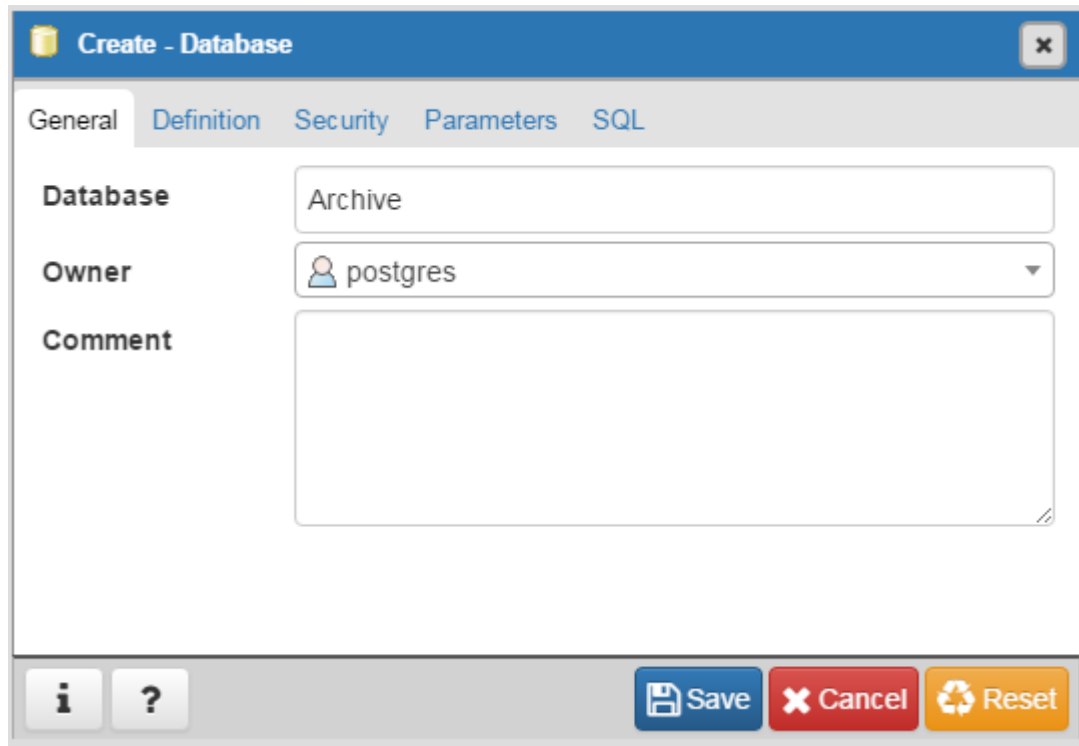 Create - Database
General Definition Security Parameters SQL
Database Archive
Owner postgres
Comment
i ? Save Cancel Reset